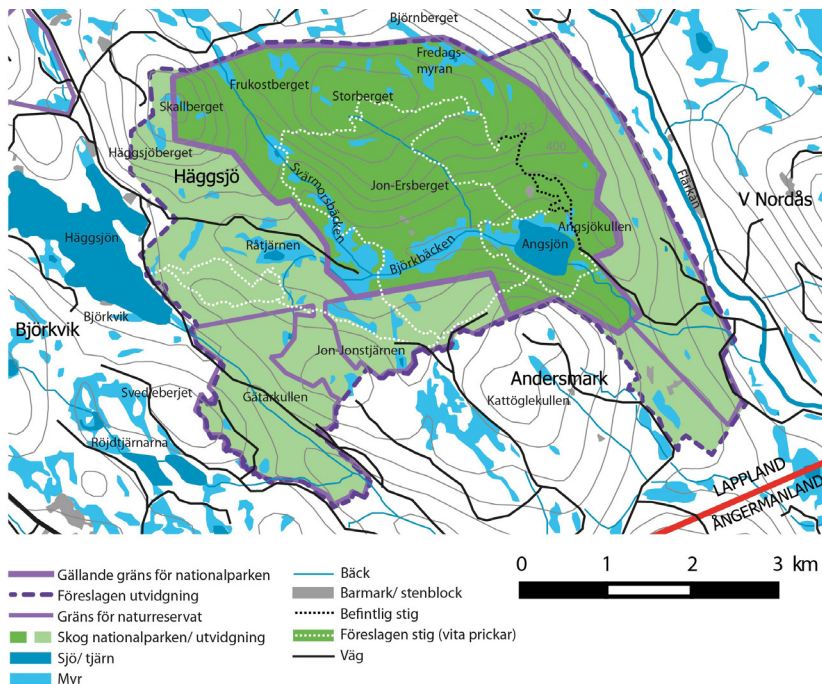 Björnberget
Fredags-
myran
Frukostberget
Storberget
Skallberget
425
400
Häggsjöberget
Häggsjö
Svärmorsbäcken
Jon-Ersberget
Flärkan
V Nordås
Häggsjön
Råtjärnen
Björkbäcken
Angsjökullen
Angsjön
Björkvik
Björkvik
Jon-Jonstjärnen
Andersmark
Svedjeberjet
Gåtarkullen
Kattöglekullen
Röjdtjärnarna
LAPPLAND
ÅNGERMANLAND
Gällande gräns för nationalparken
Föreslagen utvidgning
Gräns för naturreservat
Skog nationalparken/ utvidgning
Sjö/ tjärn
Myr
Bäck
Barmark/ stenblock
Befintlig stig
Föreslagen stig (vita prickar)
Väg
0 1 2 3 km